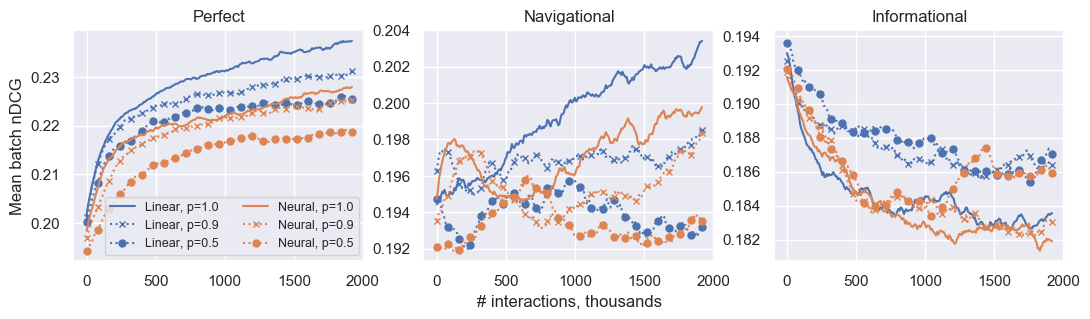 Perfect
Navigational
Informational
Mean batch nDCG
0.23
0.22
0.21
0.20
0.204
0.202
0.200
0.198
0.196
0.194
0.192
0.194
0.192
0.190
0.188
0.186
0.184
0.182
Linear, p=1.0
Linear, p=0.9
Linear, p=0.5
Neural, p=1.0
Neural, p=0.9
Neural, p=0.5
0 500 1000 1500 2000
0 500 1000 1500 2000
0 500 1000 1500 2000
# interactions, thousands